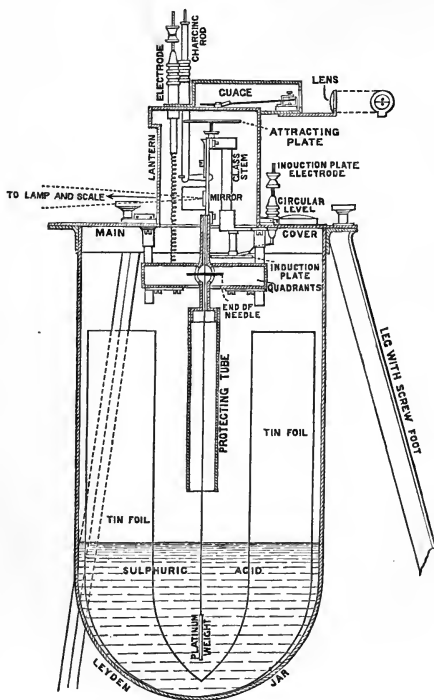 ELECTRODE
CHARGING ROD
GUAGE
LENS
LANTERN
ATTRACTING
PLATE
GLASS
STEM
INDUCTION PLATE
ELECTRODE
TO LAMP AND SCALE
MIRROR
CIRCULAR
LEVEL
MAIN
COVER
INDUCTION
PLATE
QUADRANTS
END OF
NEEDLE
PROTECTING TUBE
LEG WITH SCREW FOOT
TIN FOIL
TIN FOIL
SULPHURIC ACID
PLATINUM
WEIGHT
LEYDEN JAR